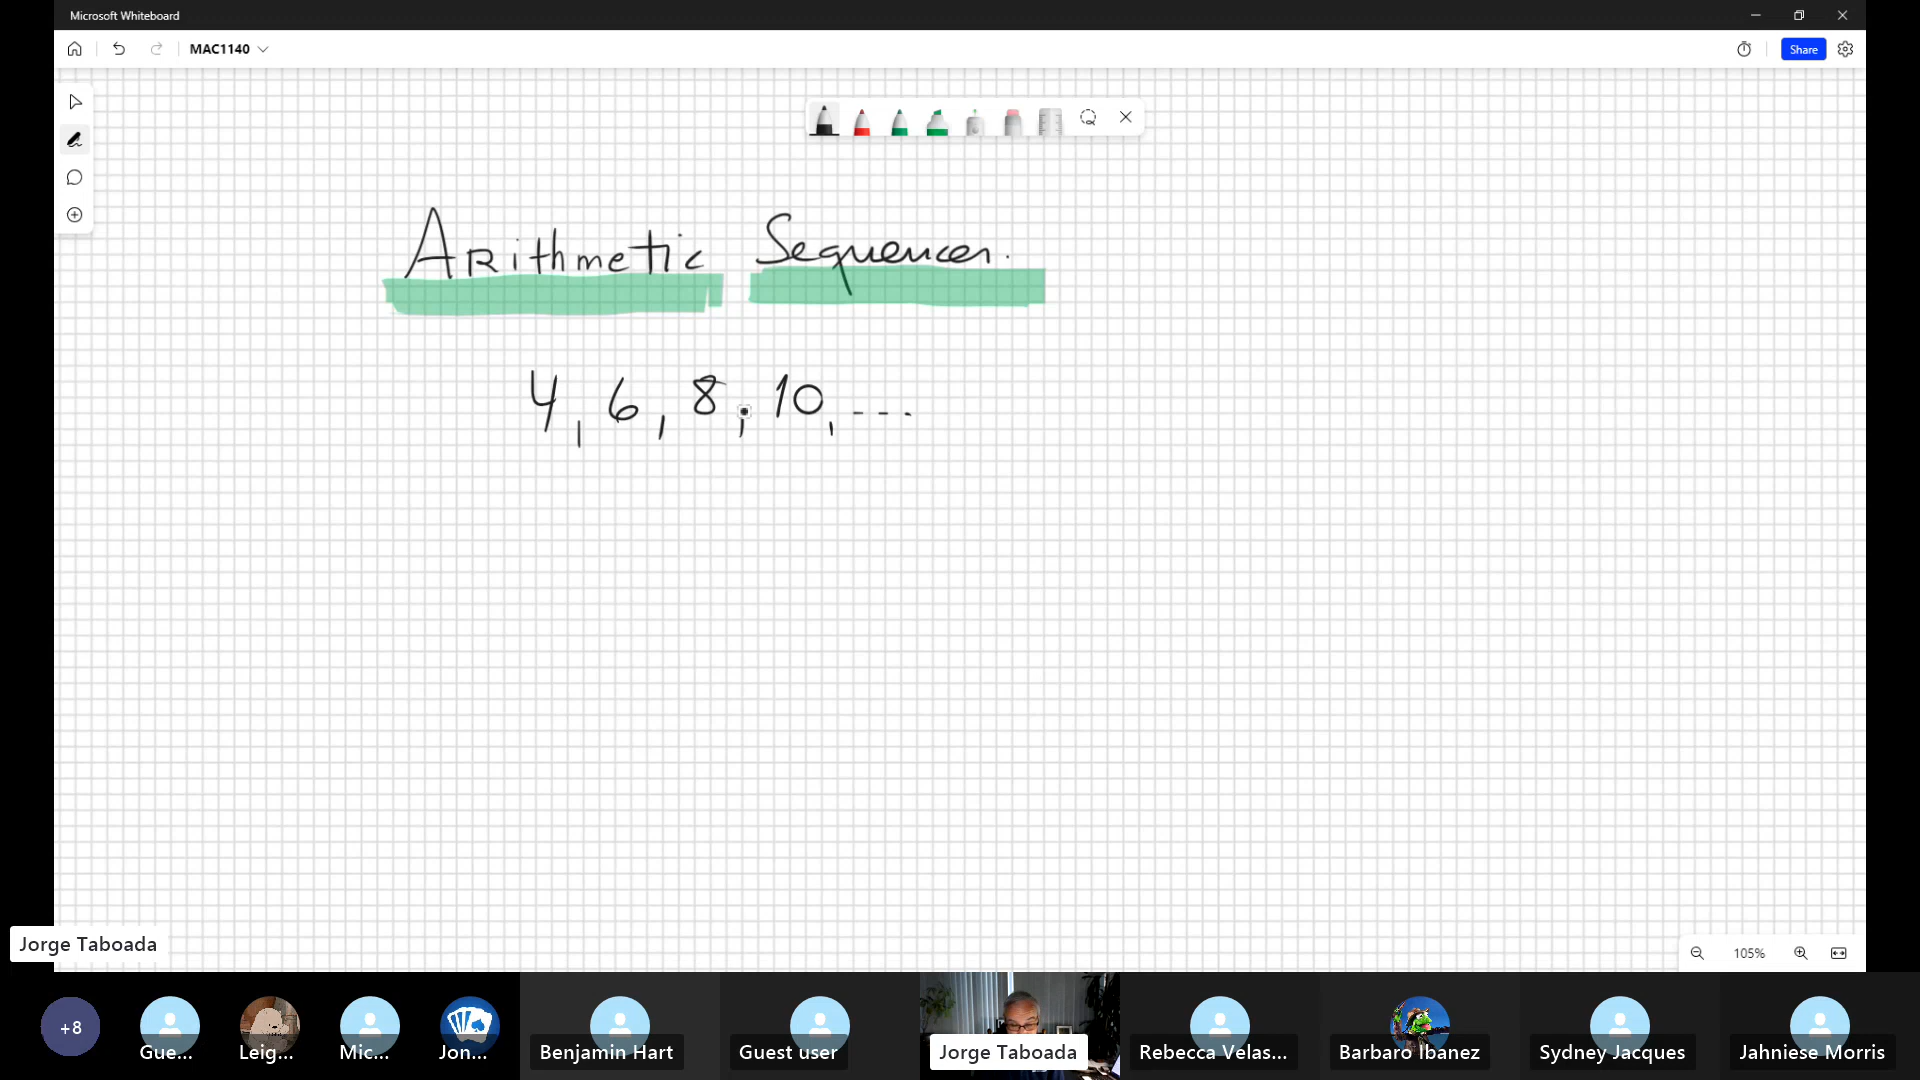 Microsoft Whiteboard
MAC1140
Share
Arithmetic Sequences.
4, 6, 8, 10, ...
Jorge Taboada
105%
+8
Gue...
Leig...
Mic...
Jon...
Benjamin Hart
Guest user
Jorge Taboada
Rebecca Velas...
Barbaro Ibanez
Sydney Jacques
Jahniese Morris